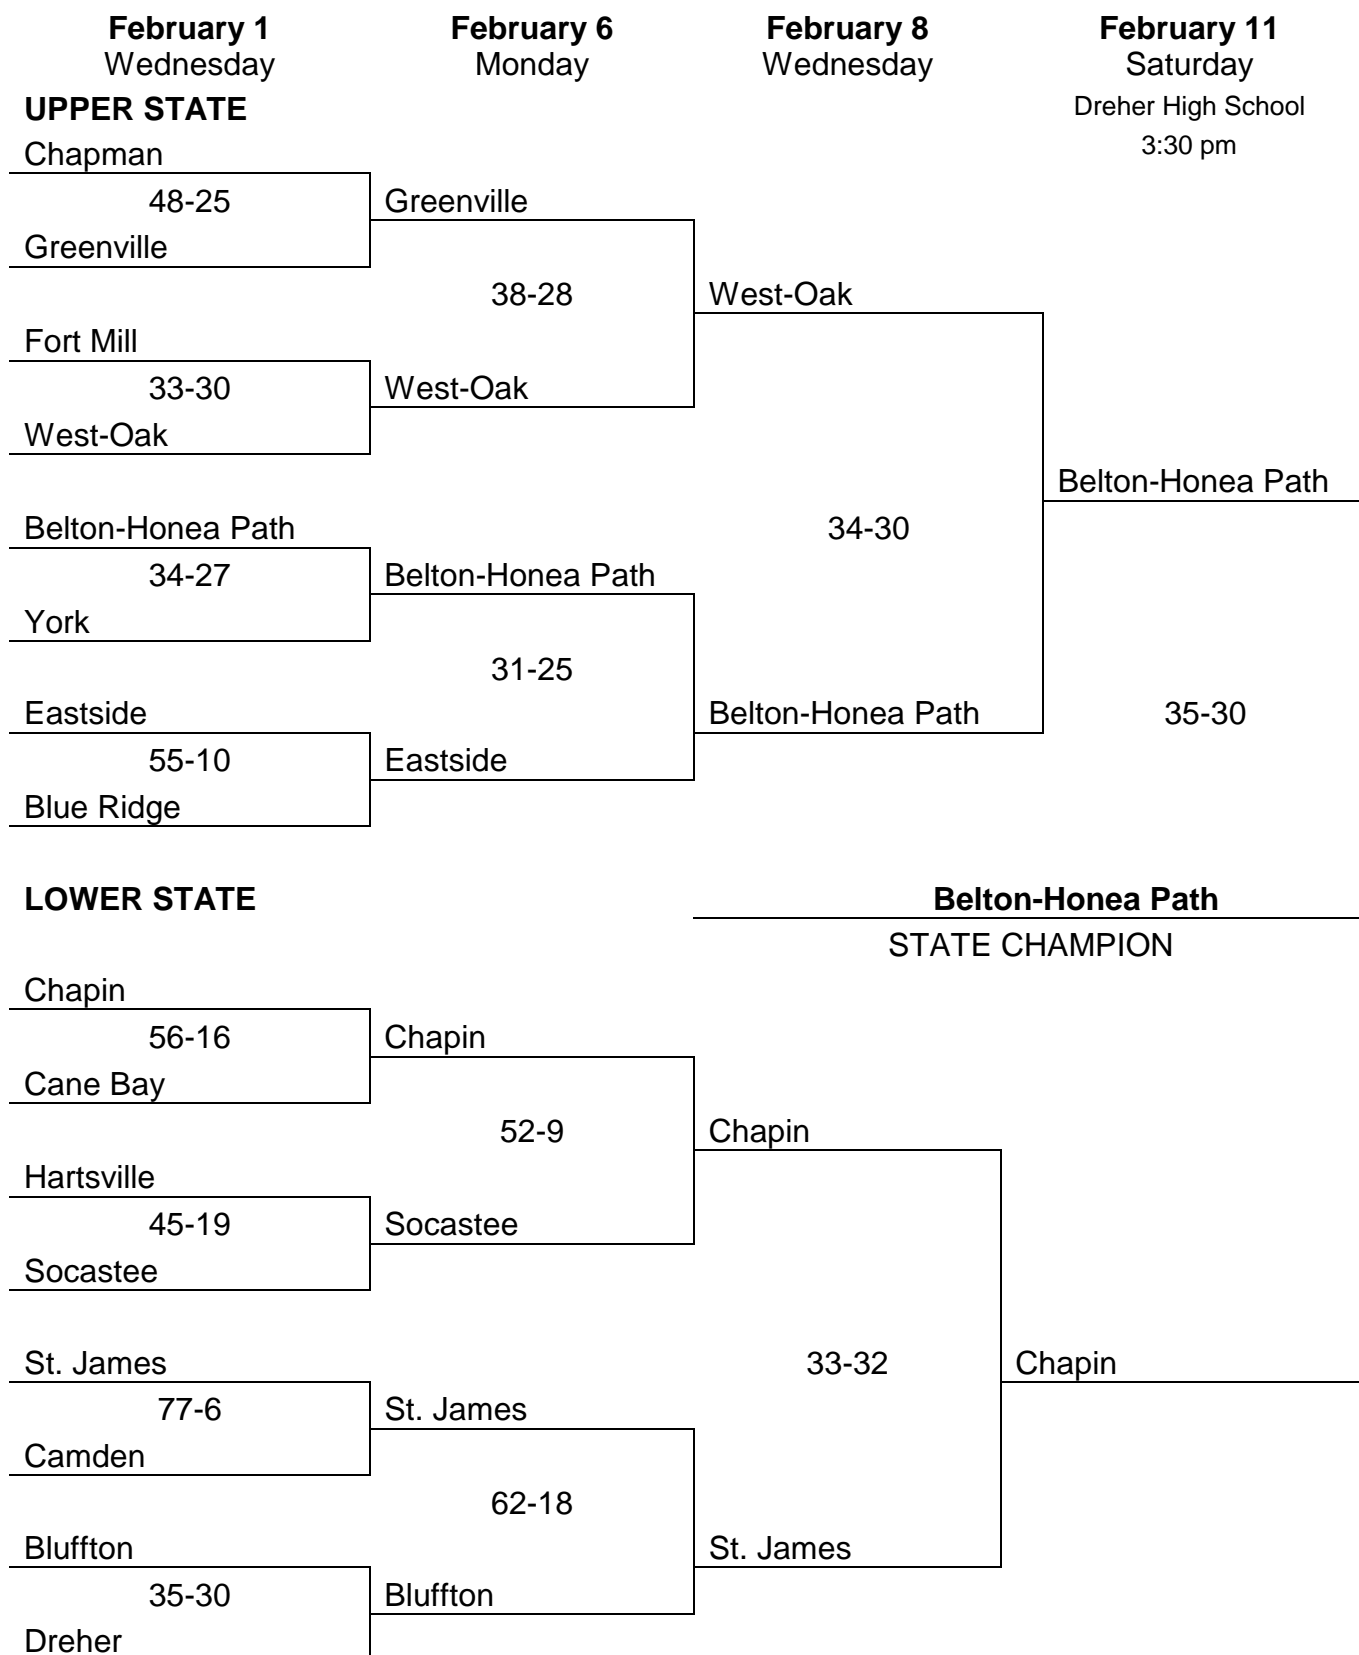 February 1 February 6 February 8 February 11
Wednesday Monday Wednesday Saturday
UPPER STATE Dreher High School
Chapman 3:30 pm
48-25 Greenville
Greenville
38-28 West-Oak
Fort Mill
33-30 West-Oak
West-Oak
Belton-Honea Path
Belton-Honea Path 34-30
34-27 Belton-Honea Path
York
31-25
Eastside Belton-Honea Path 35-30
55-10 Eastside
Blue Ridge
LOWER STATE Belton-Honea Path
STATE CHAMPION
Chapin
56-16 Chapin
Cane Bay
52-9 Chapin
Hartsville
45-19 Socastee
Socastee
St. James 33-32 Chapin
77-6 St. James
Camden
62-18
Bluffton St. James
35-30 Bluffton
Dreher